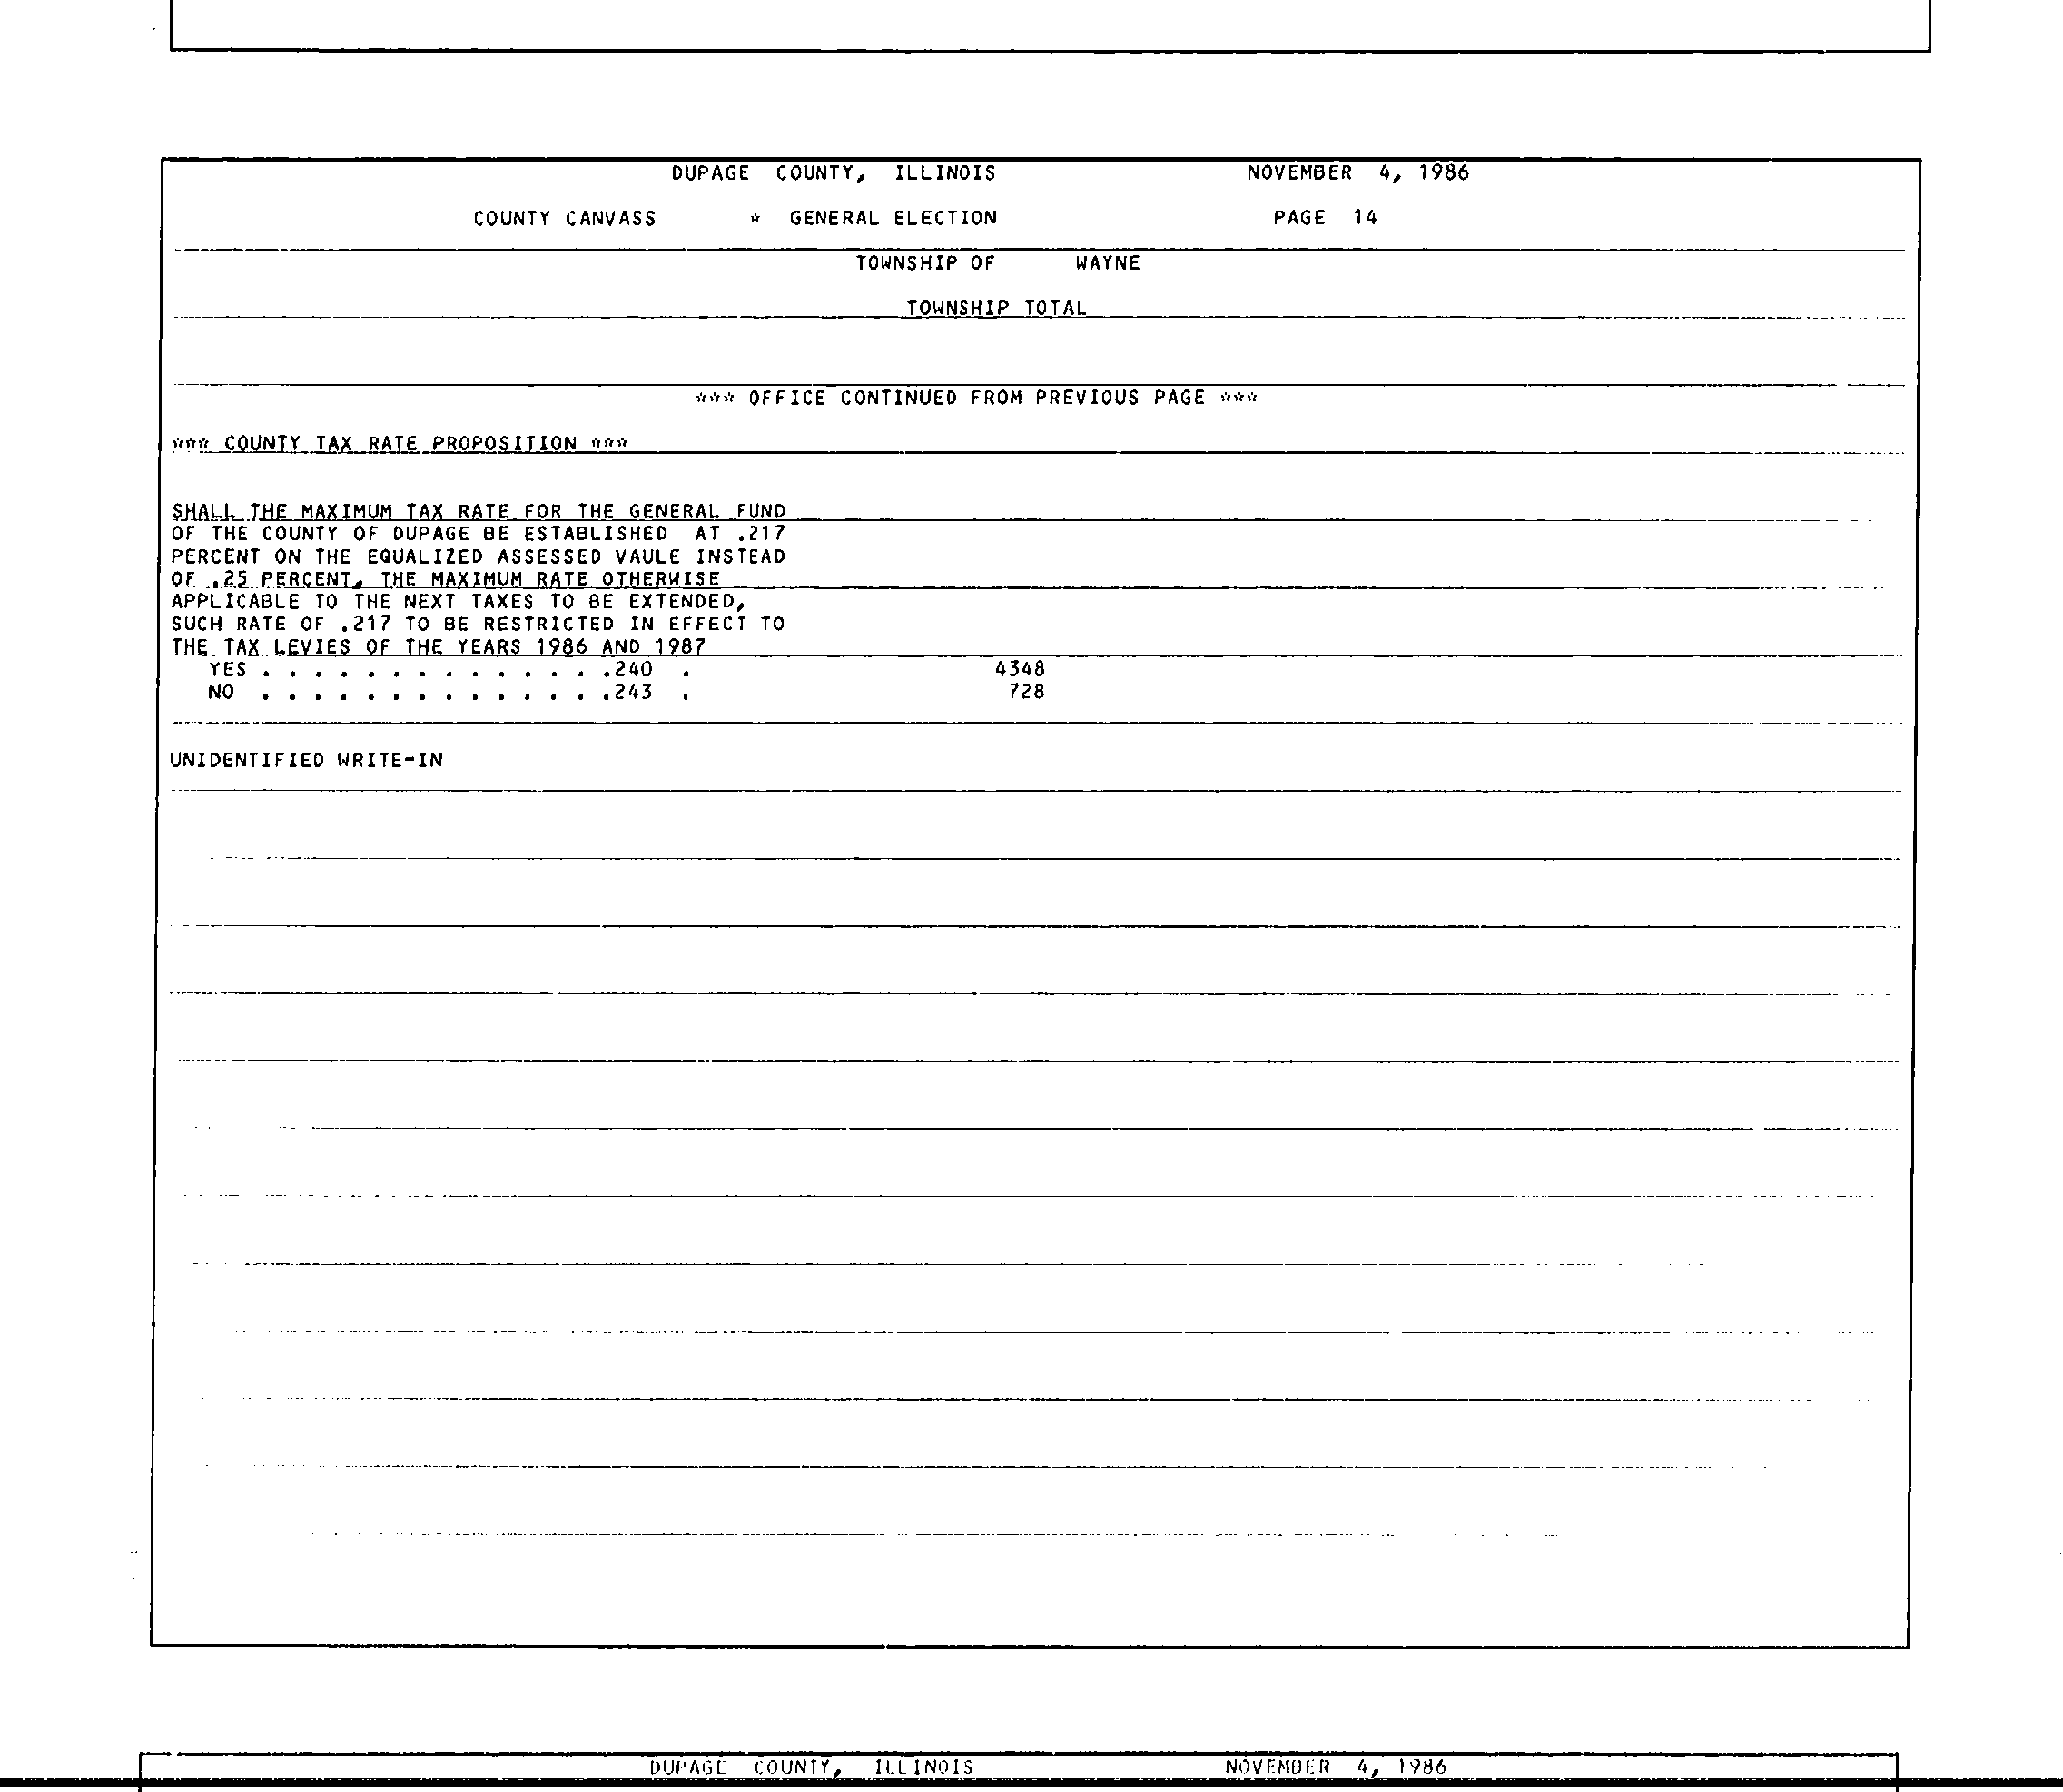 DUPAGE COUNTY, ILLINOIS NOVEMBER 4, 1986
COUNTY CANVASS * GENERAL ELECTION PAGE 14
TOWNSHIP OF WAYNE
TOWNSHIP TOTAL
*** OFFICE CONTINUED FROM PREVIOUS PAGE ***
*** COUNTY TAX RATE PROPOSITION ***
SHALL THE MAXIMUM TAX RATE FOR THE GENERAL FUND
OF THE COUNTY OF DUPAGE BE ESTABLISHED AT .217
PERCENT ON THE EQUALIZED ASSESSED VAULE INSTEAD
OF .25 PERCENT, THE MAXIMUM RATE OTHERWISE
APPLICABLE TO THE NEXT TAXES TO BE EXTENDED,
SUCH RATE OF .217 TO BE RESTRICTED IN EFFECT TO
THE TAX LEVIES OF THE YEARS 1986 AND 1987
YES . . . . . . . . . . . . . .240 . 4348
NO . . . . . . . . . . . . . .243 . 728
UNIDENTIFIED WRITE-IN
DUPAGE COUNTY, ILLINOIS NOVEMBER 4, 1986